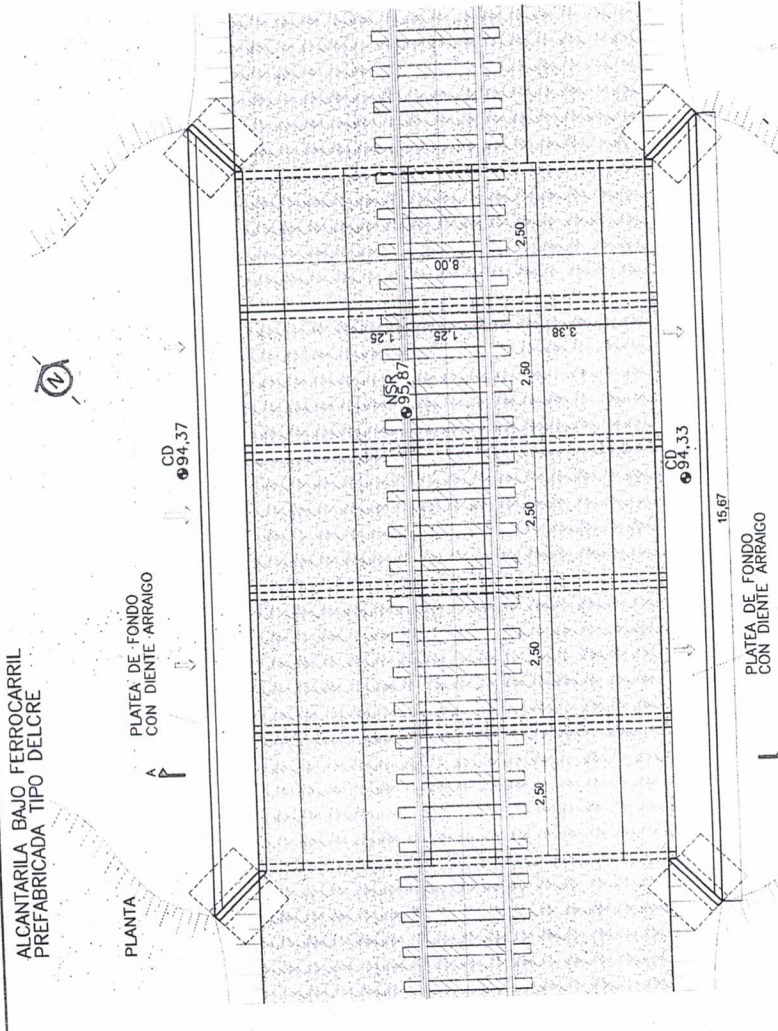 ALCANTARILA BAJO FERROCARRIL
PREFABRICADA TIPO DELCRE
PLANTA
A
PLATEA DE FONDO
CON DIENTE ARRAIGO
CD
94,37
N
NSR
95,87
1,25
1,25
8,00
3,38
2,50
2,50
2,50
2,50
2,50
CD
94,33
15,67
PLATEA DE FONDO
CON DIENTE ARRAIGO